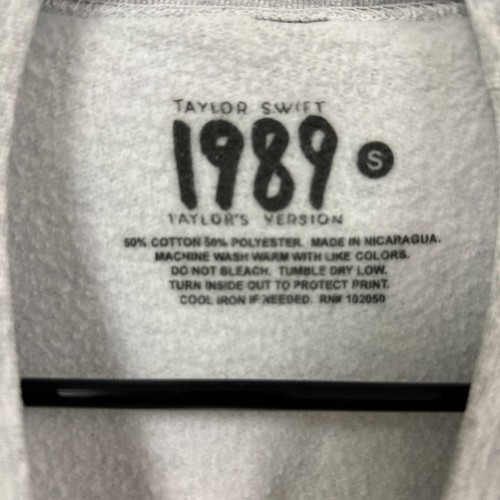 TAYLOR SWIFT
1989 S
TAYLOR'S VERSION
50% COTTON 50% POLYESTER. MADE IN NICARAGUA.
MACHINE WASH WARM WITH LIKE COLORS.
DO NOT BLEACH. TUMBLE DRY LOW.
TURN INSIDE OUT TO PROTECT PRINT.
COOL IRON IF NEEDED. RN# 102050